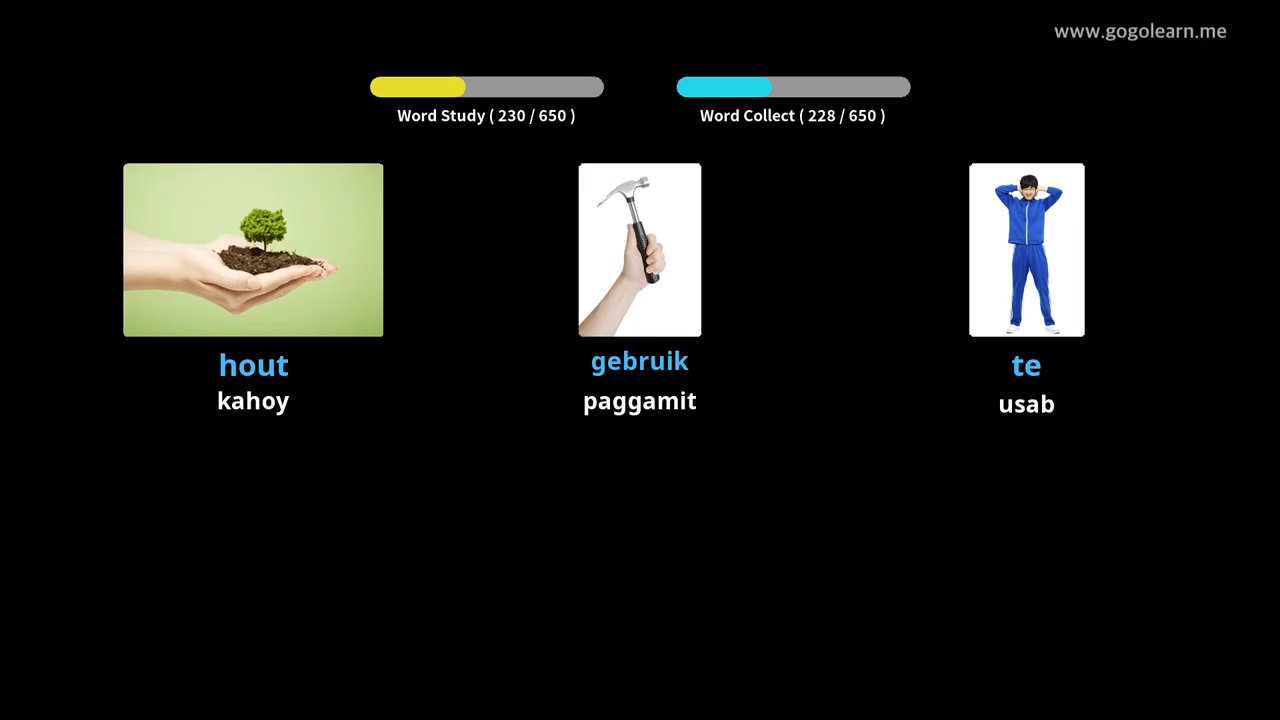 www.gogolearn.me
Word Study ( 230 / 650 )
Word Collect ( 228 / 650 )
hout
kahoy
gebruik
paggamit
te
usab